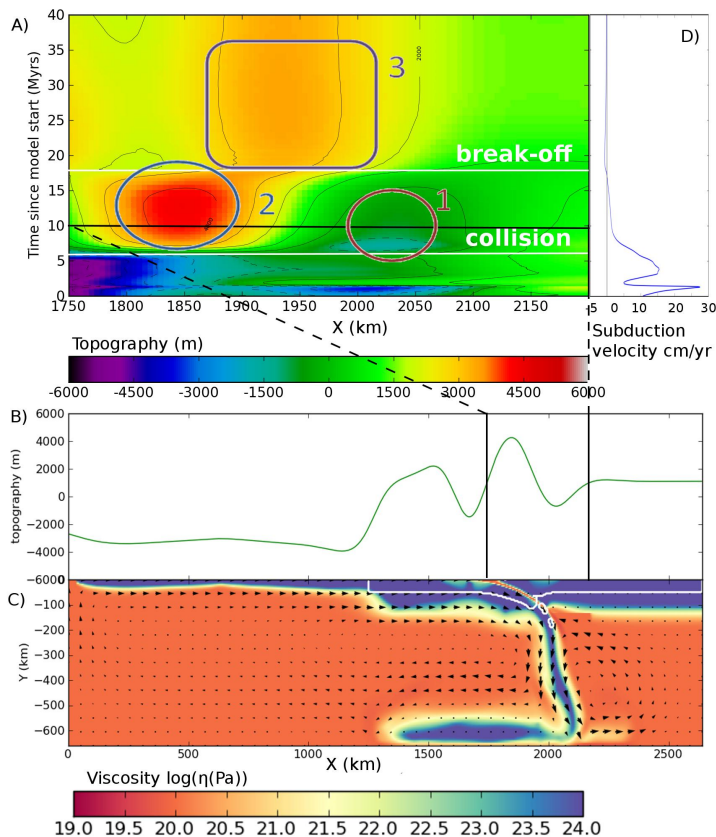 A)
40
35
30
25
20
15
10
5
0
Time since model start (Myrs)
2000
3
break-off
2
4000
1
collision
1750 1800 1850 1900 1950 2000 2050 2100 2150
X (km)
D)
5 0 10 20 30
Subduction
velocity cm/yr
Topography (m)
-6000 -4500 -3000 -1500 0 1500 3000 4500 6000
B)
6000
4000
2000
0
−2000
−4000
−6000
topography (m)
C)
0
−100
−200
−300
−400
−500
−600
Y (km)
0 500 1000 1500 2000 2500
X (km)
Viscosity log(η(Pa))
19.0 19.5 20.0 20.5 21.0 21.5 22.0 22.5 23.0 23.5 24.0